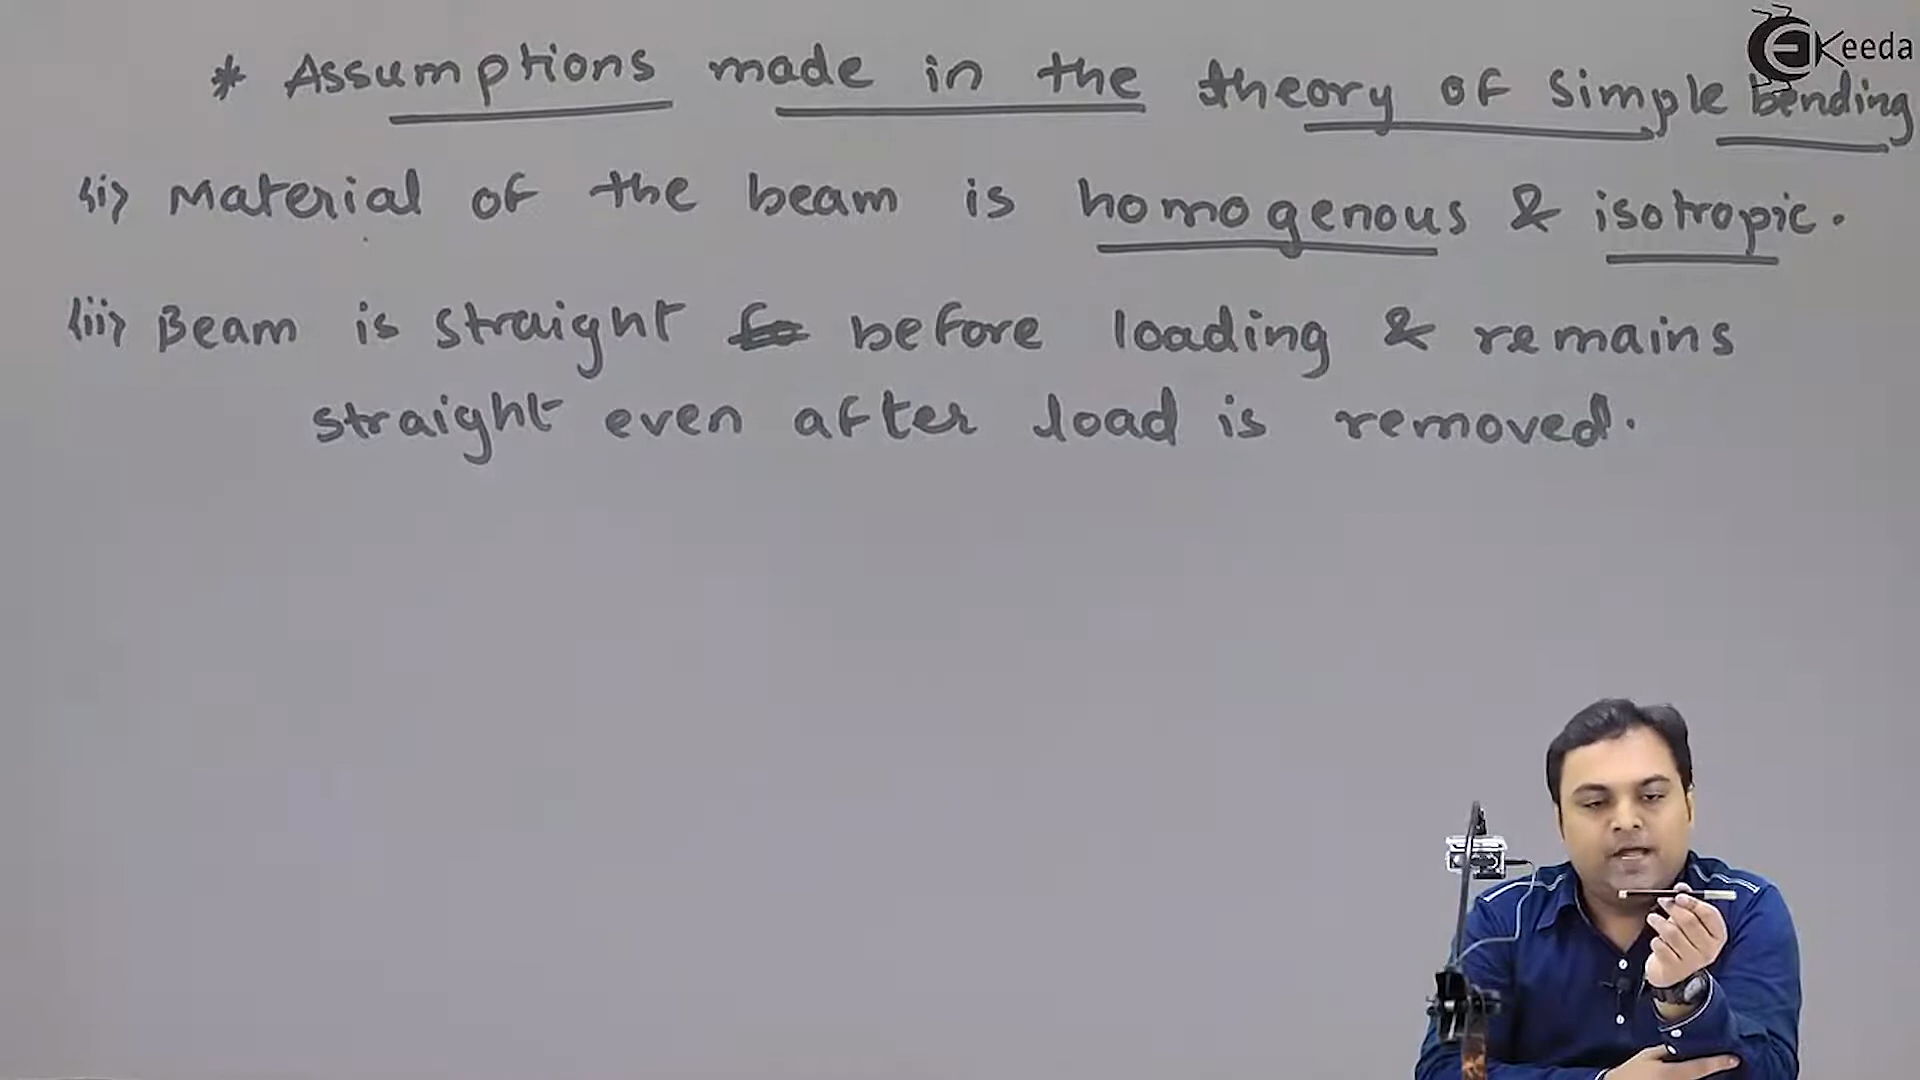 * Assumptions made in the theory of simple bending
Ekeeda
(i) Material of the beam is homogenous & isotropic.
(ii) Beam is straight before loading & remains
straight even after load is removed.